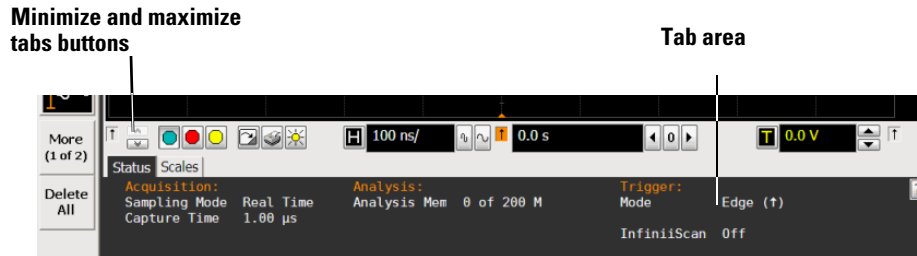 Minimize and maximize
tabs buttons
Tab area
More
(1 of 2)
H 100 ns/ 0.0 s 0 T 0.0 V
Status Scales
Delete
All
Acquisition: Analysis: Trigger:
Sampling Mode Real Time Analysis Mem 0 of 200 M Mode Edge (↑)
Capture Time 1.00 µs
InfiniiScan Off